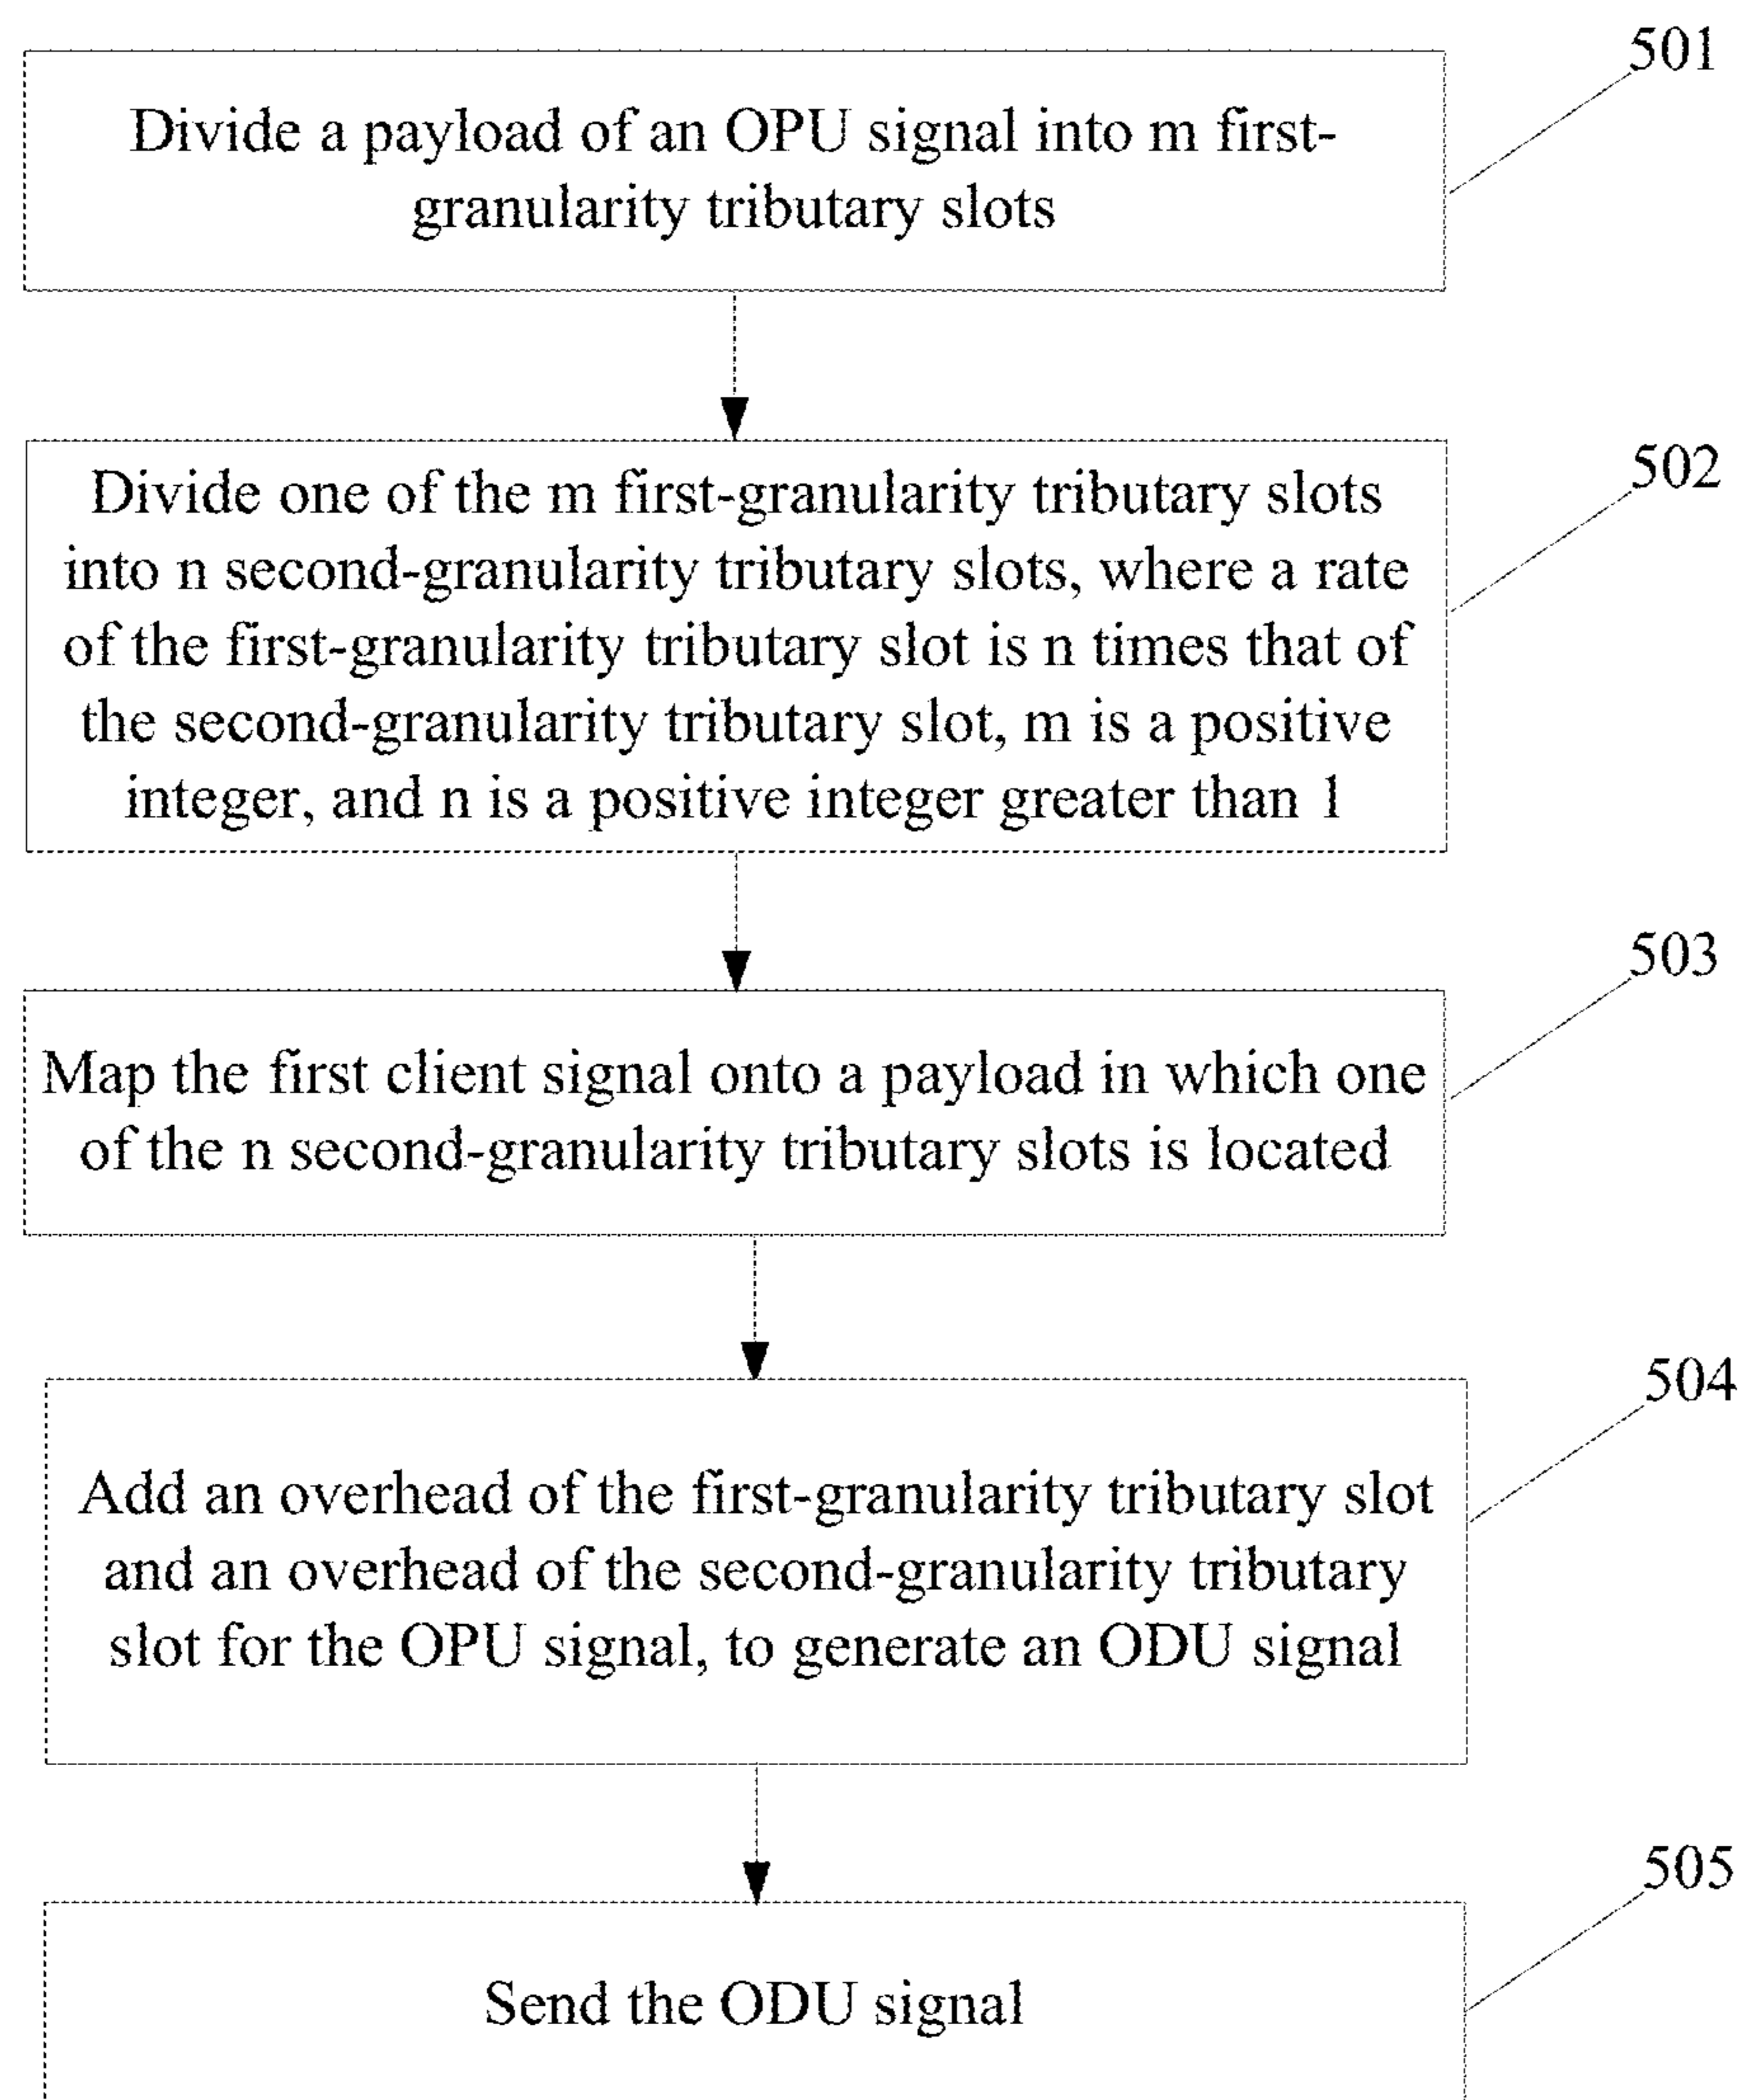 501
Divide a payload of an OPU signal into m first-
granularity tributary slots
502
Divide one of the m first-granularity tributary slots
into n second-granularity tributary slots, where a rate
of the first-granularity tributary slot is n times that of
the second-granularity tributary slot, m is a positive
integer, and n is a positive integer greater than 1
503
Map the first client signal onto a payload in which one
of the n second-granularity tributary slots is located
504
Add an overhead of the first-granularity tributary slot
and an overhead of the second-granularity tributary
slot for the OPU signal, to generate an ODU signal
505
Send the ODU signal